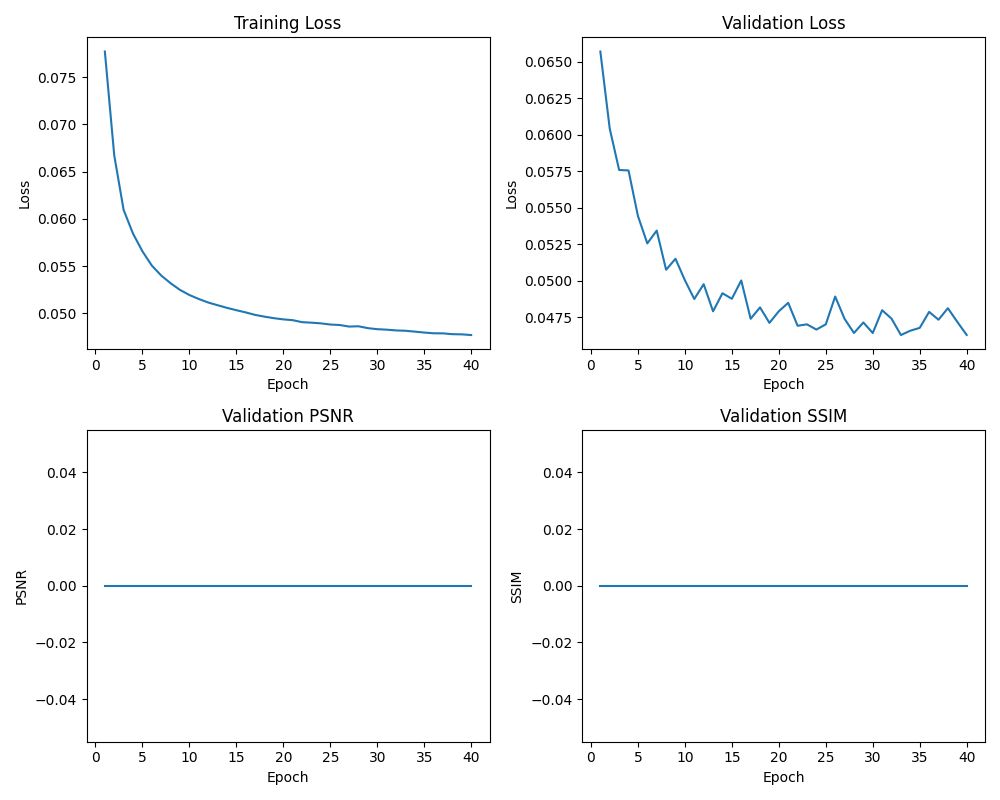 Training Loss
0.075
0.070
0.065
0.060
0.055
0.050
Loss
0 5 10 15 20 25 30 35 40
Epoch
Validation Loss
0.0650
0.0625
0.0600
0.0575
0.0550
0.0525
0.0500
0.0475
Loss
0 5 10 15 20 25 30 35 40
Epoch
Validation PSNR
0.04
0.02
0.00
−0.02
−0.04
PSNR
0 5 10 15 20 25 30 35 40
Epoch
Validation SSIM
0.04
0.02
0.00
−0.02
−0.04
SSIM
0 5 10 15 20 25 30 35 40
Epoch